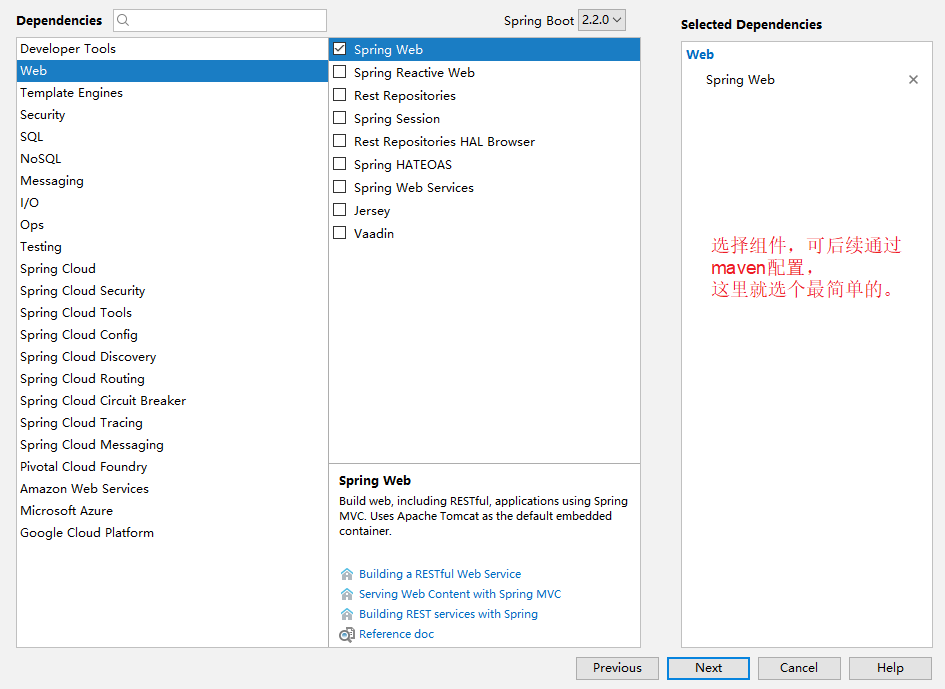 Dependencies
Spring Boot 2.2.0
Developer Tools
Web
Template Engines
Security
SQL
NoSQL
Messaging
I/O
Ops
Testing
Spring Cloud
Spring Cloud Security
Spring Cloud Tools
Spring Cloud Config
Spring Cloud Discovery
Spring Cloud Routing
Spring Cloud Circuit Breaker
Spring Cloud Tracing
Spring Cloud Messaging
Pivotal Cloud Foundry
Amazon Web Services
Microsoft Azure
Google Cloud Platform
Spring Web
Spring Reactive Web
Rest Repositories
Spring Session
Rest Repositories HAL Browser
Spring HATEOAS
Spring Web Services
Jersey
Vaadin
Spring Web
Build web, including RESTful, applications using Spring
MVC. Uses Apache Tomcat as the default embedded
container.
Building a RESTful Web Service
Serving Web Content with Spring MVC
Building REST services with Spring
Reference doc
Selected Dependencies
Web
Spring Web
选择组件，可后续通过
maven配置，
这里就选个最简单的。
Previous
Next
Cancel
Help